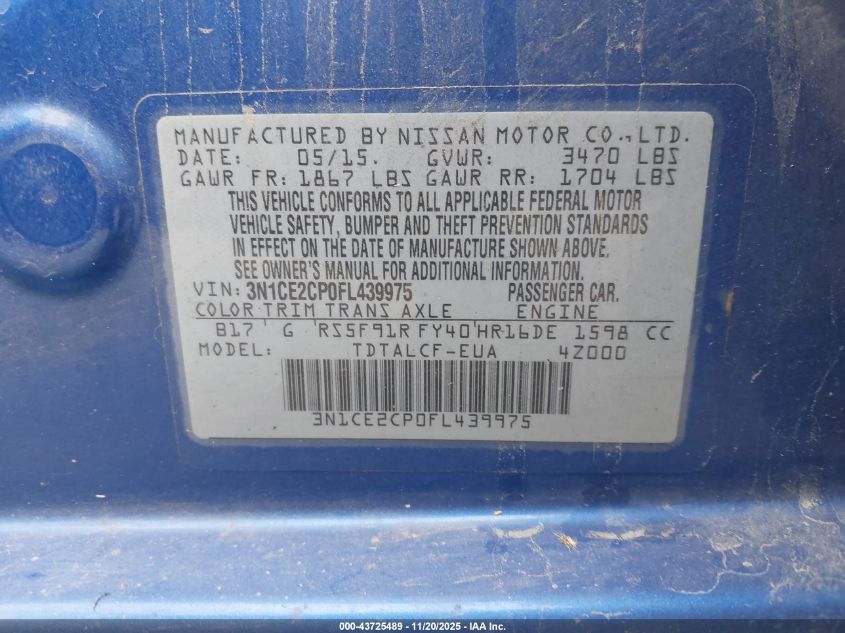 MANUFACTURED BY NISSAN MOTOR CO., LTD.
DATE: 05/15. GVWR: 3470 LBS
GAWR FR: 1867 LBS GAWR RR: 1704 LBS
THIS VEHICLE CONFORMS TO ALL APPLICABLE FEDERAL MOTOR
VEHICLE SAFETY, BUMPER AND THEFT PREVENTION STANDARDS
IN EFFECT ON THE DATE OF MANUFACTURE SHOWN ABOVE.
SEE OWNER'S MANUAL FOR ADDITIONAL INFORMATION.
VIN: 3N1CE2CP0FL439975 PASSENGER CAR.
COLOR TRIM TRANS AXLE ENGINE
B17 G RS5F91R FY40 HR16DE 1598 CC
MODEL: TDTALCF-EUA 4Z000
3N1CE2CP0FL439975
000-43725489 - 11/20/2025 - IAA Inc.